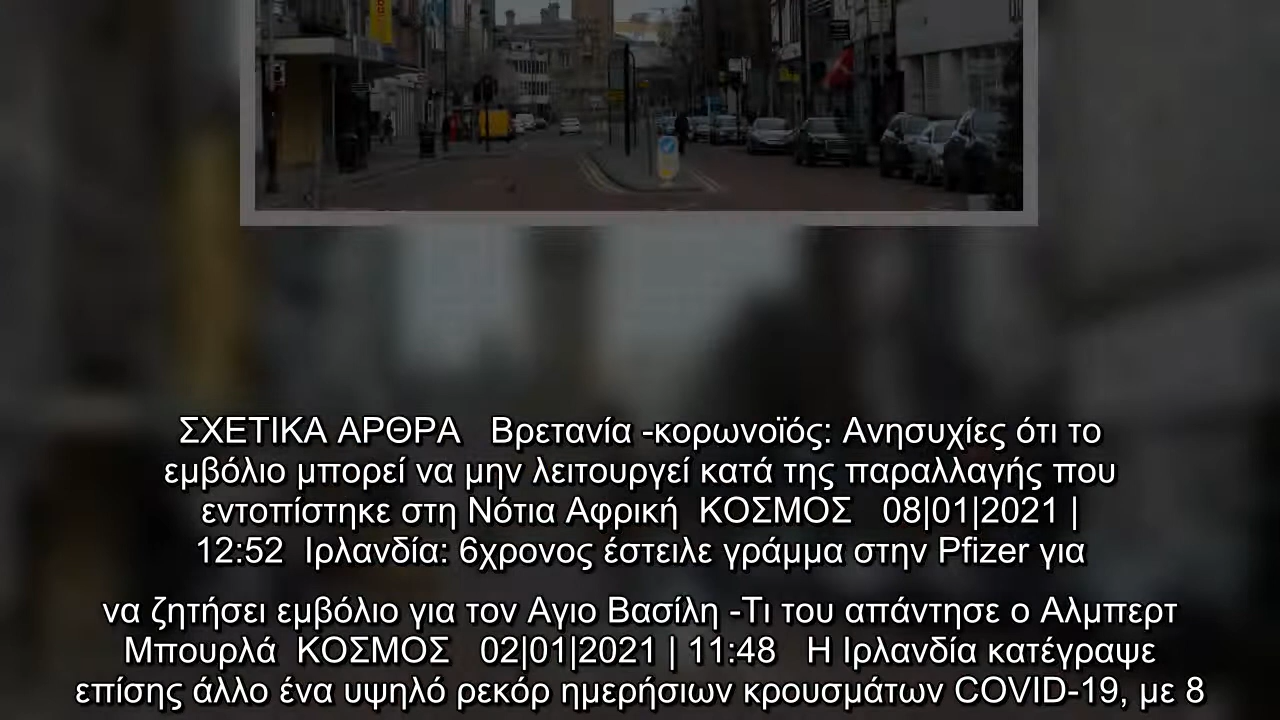 ΣΧΕΤΙΚΑ ΑΡΘΡΑ Βρετανία -κορωνοϊός: Ανησυχίες ότι το
εμβόλιο μπορεί να μην λειτουργεί κατά της παραλλαγής που
εντοπίστηκε στη Νότια Αφρική ΚΟΣΜΟΣ 08|01|2021 |
12:52 Ιρλανδία: 6χρονος έστειλε γράμμα στην Pfizer για
να ζητήσει εμβόλιο για τον Αγιο Βασίλη -Τι του απάντησε ο Αλμπερτ
Μπουρλά ΚΟΣΜΟΣ 02|01|2021 | 11:48 Η Ιρλανδία κατέγραψε
επίσης άλλο ένα υψηλό ρεκόρ ημερήσιων κρουσμάτων COVID-19, με 8